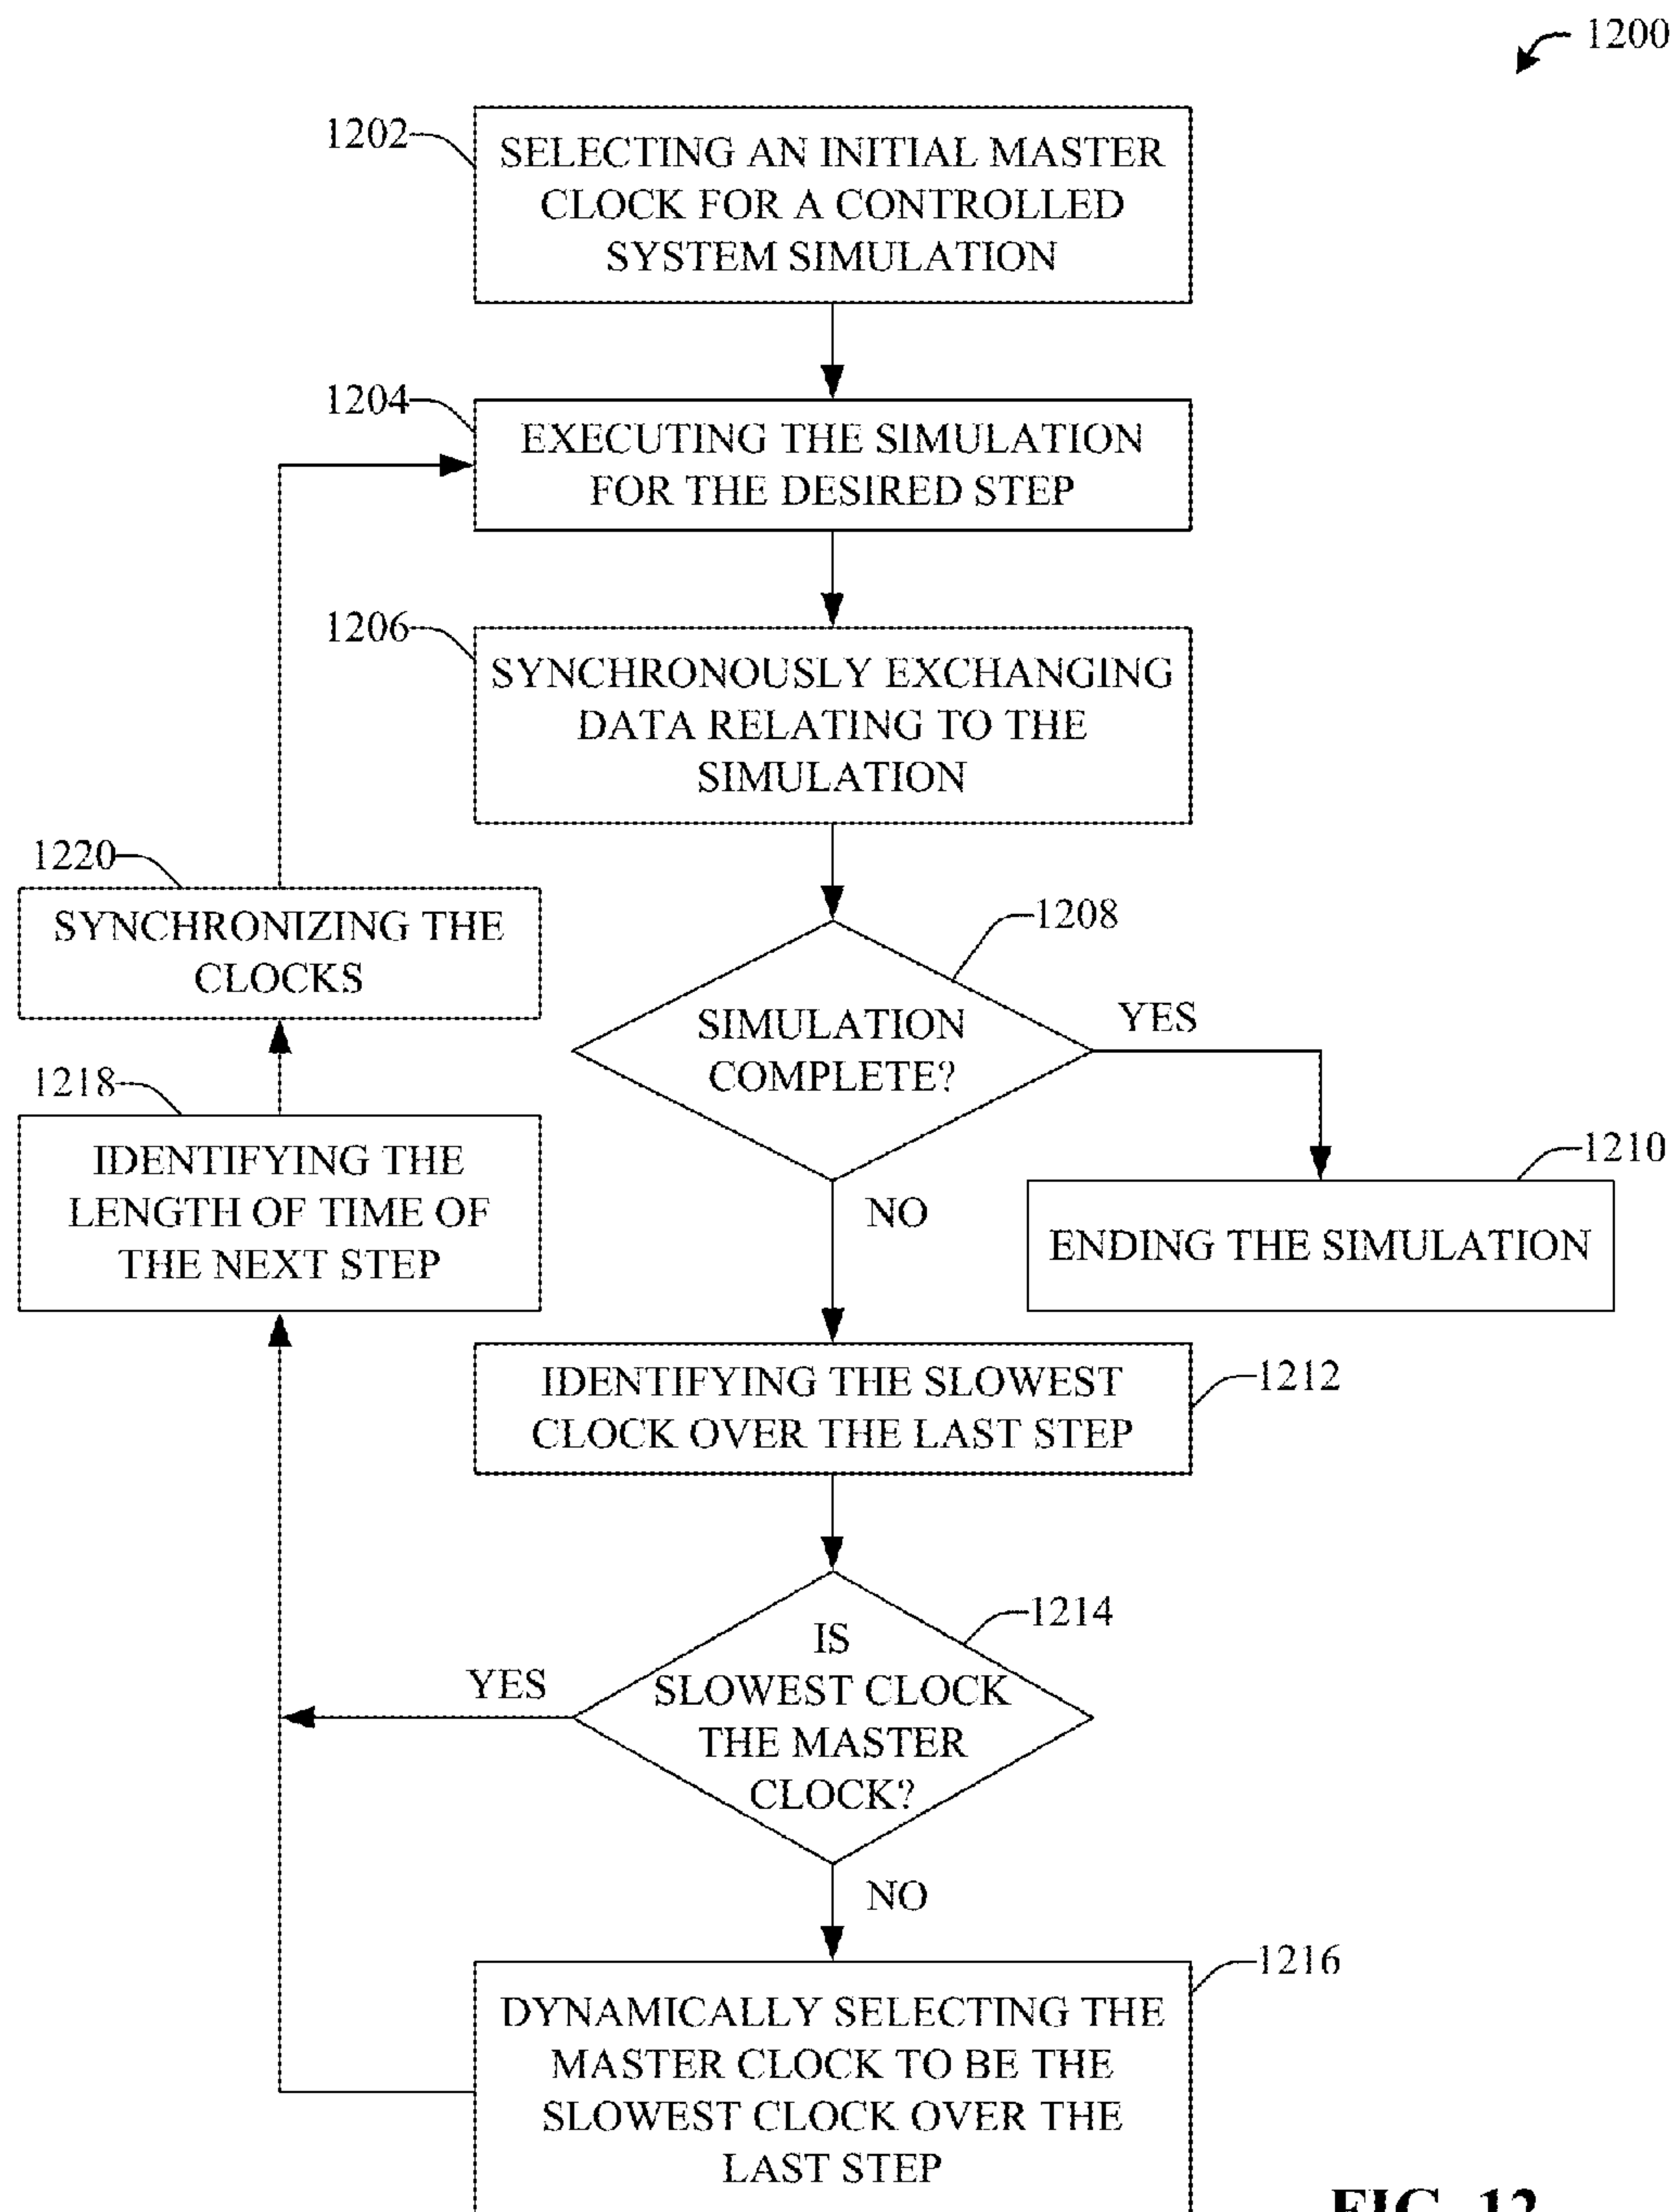 1200
1202
SELECTING AN INITIAL MASTER
CLOCK FOR A CONTROLLED
SYSTEM SIMULATION
1204
EXECUTING THE SIMULATION
FOR THE DESIRED STEP
1206
SYNCHRONOUSLY EXCHANGING
DATA RELATING TO THE
SIMULATION
1220
SYNCHRONIZING THE
CLOCKS
1208
SIMULATION
COMPLETE?
YES
NO
1218
IDENTIFYING THE
LENGTH OF TIME OF
THE NEXT STEP
1210
ENDING THE SIMULATION
1212
IDENTIFYING THE SLOWEST
CLOCK OVER THE LAST STEP
1214
IS
SLOWEST CLOCK
THE MASTER
CLOCK?
YES
NO
1216
DYNAMICALLY SELECTING THE
MASTER CLOCK TO BE THE
SLOWEST CLOCK OVER THE
LAST STEP
FIG. 12